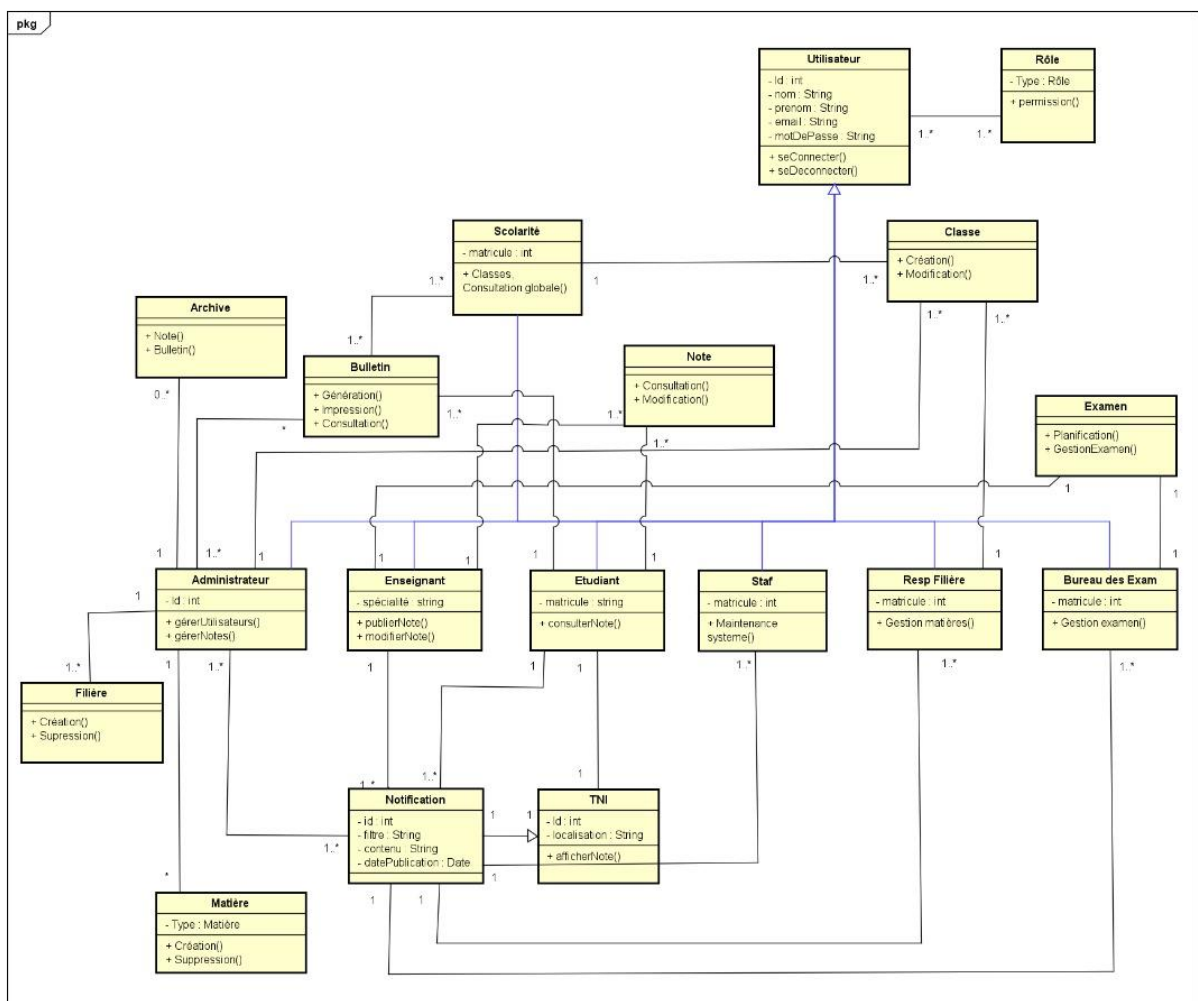 pkg
Utilisateur
- Id : int
- nom : String
- prenom : String
- email : String
- motDePasse : String
+ seConnecter()
+ seDeconnecter()
Rôle
- Type : Rôle
+ permission()
1..*
1..*
Scolarité
- matricule : int
+ Classes,
Consultation globale()
1
1..*
Classe
+ Création()
+ Modification()
1..*
1..*
1..*
Archive
+ Note()
+ Bulletin()
0..*
1..*
Bulletin
+ Génération()
+ Impression()
+ Consultation()
*
1..*
Note
+ Consultation()
+ Modification()
1..*
1..*
Examen
+ Planification()
+ GestionExamen()
1
1
1
1..*
1
1
1
1
1
1
1
Administrateur
- Id : int
+ gérerUtilisateurs()
+ gérerNotes()
1
Enseignant
- spécialité : string
+ publierNote()
+ modifierNote()
Etudiant
- matricule : string
+ consulterNote()
Staf
- matricule : int
+ Maintenance
systeme()
Resp Filière
- matricule : int
+ Gestion matières()
Bureau des Exam
- matricule : int
+ Gestion examen()
1..*
1
1..*
1
1
1
1..*
1..*
1..*
Filière
+ Création()
+ Supression()
1..*
1..*
1
Notification
- id : int
- filtre : String
- contenu : String
- datePublication : Date
1..*
1
1
1
1
1
TNI
- Id : int
- localisation : String
+ afficherNote()
*
Matière
- Type : Matière
+ Création()
+ Suppression()